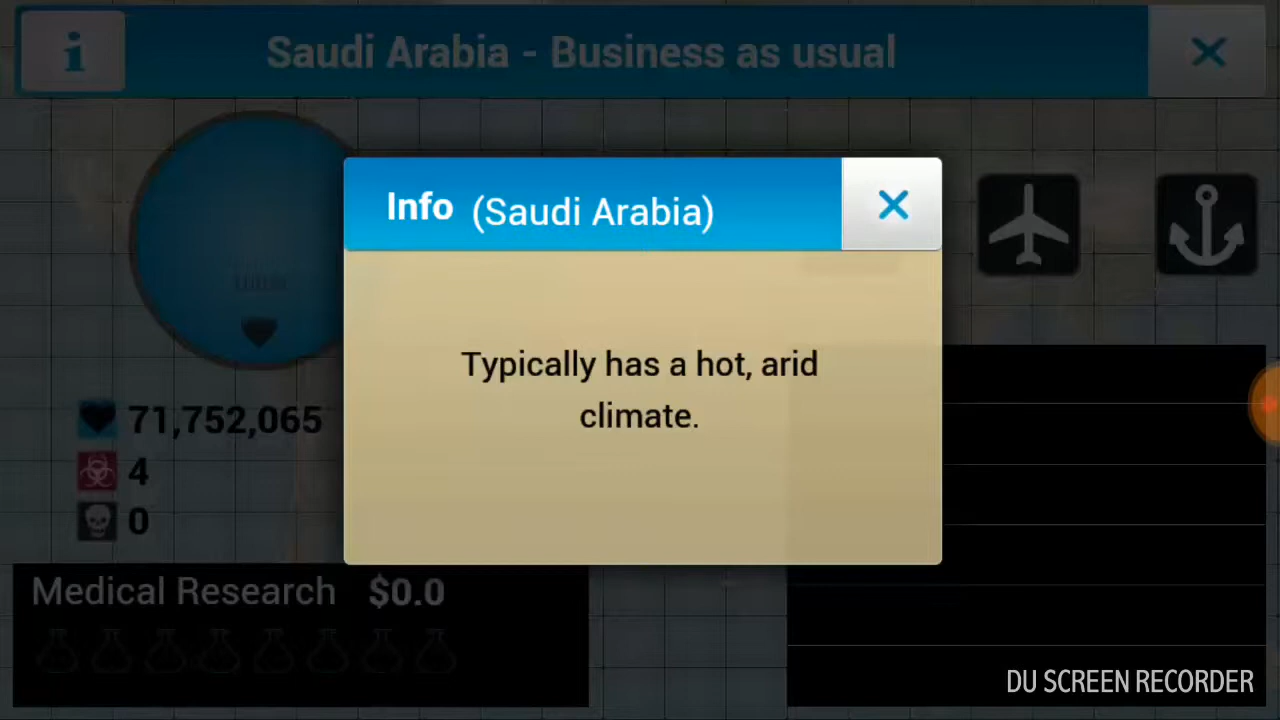 i
Saudi Arabia - Business as usual
Info (Saudi Arabia)
Typically has a hot, arid
climate.
71,752,065
4
0
Medical Research $0.0
DU SCREEN RECORDER